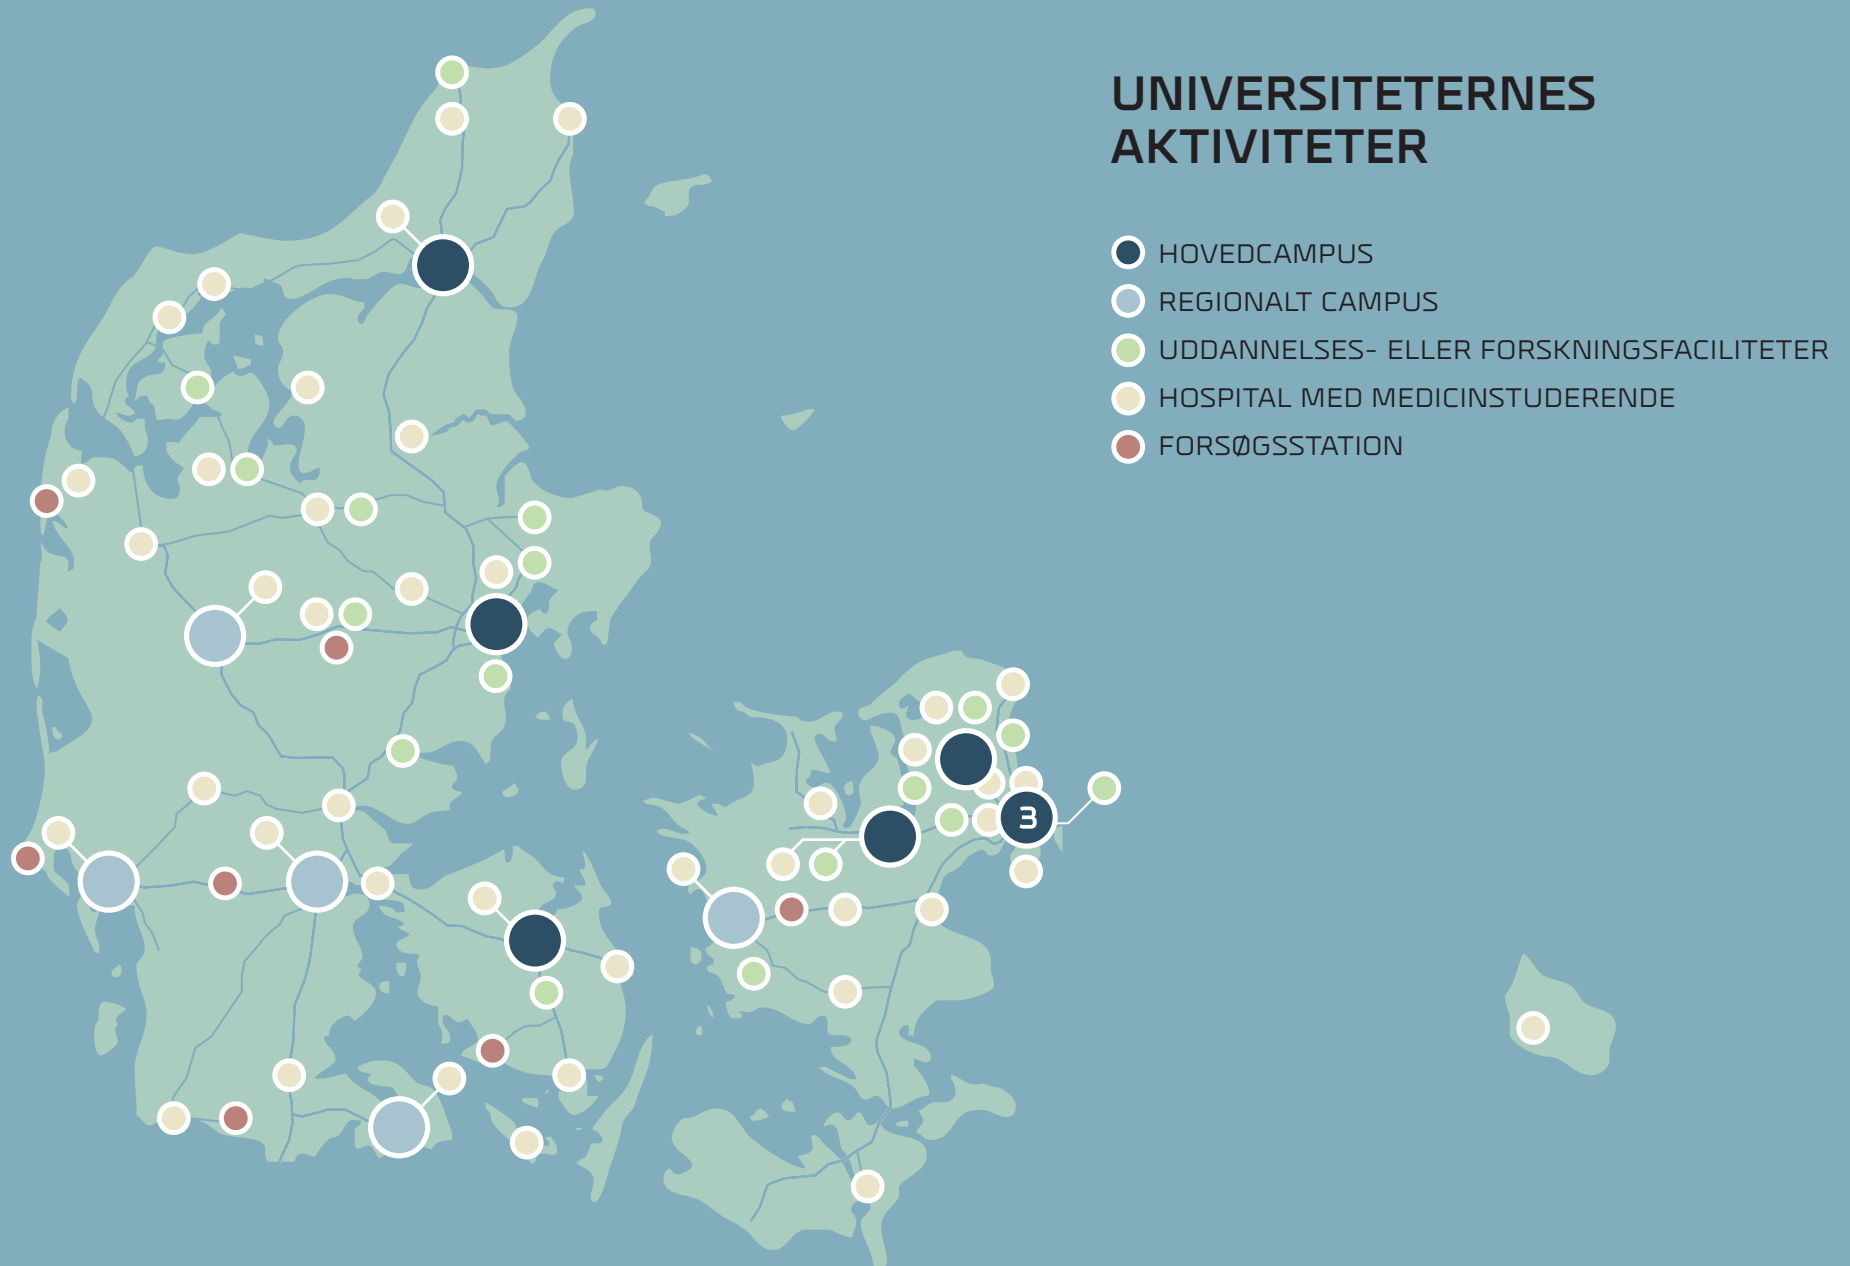 UNIVERSITETERNES
AKTIVITETER
HOVEDCAMPUS
REGIONALT CAMPUS
UDDANNELSES- ELLER FORSKNINGSFACILITETER
HOSPITAL MED MEDICINSTUDERENDE
FORSØGSSTATION
3